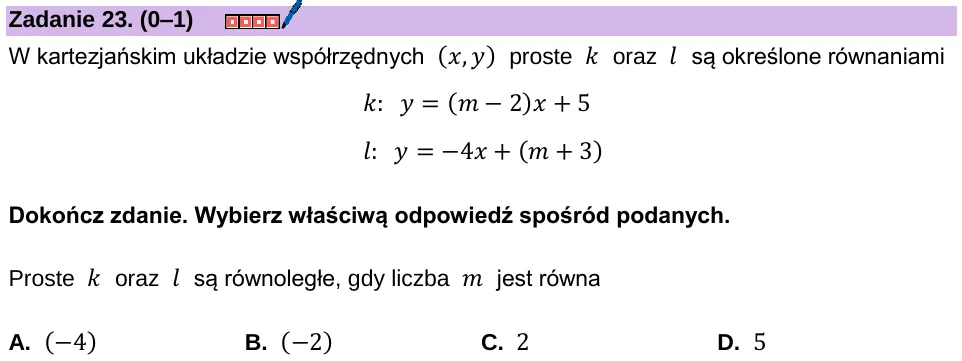 Zadanie 23. (0–1)
W kartezjańskim układzie współrzędnych (x, y) proste k oraz l są określone równaniami
k: y = (m − 2)x + 5
l: y = −4x + (m + 3)
Dokończ zdanie. Wybierz właściwą odpowiedź spośród podanych.
Proste k oraz l są równoległe, gdy liczba m jest równa
A. (−4) B. (−2) C. 2 D. 5